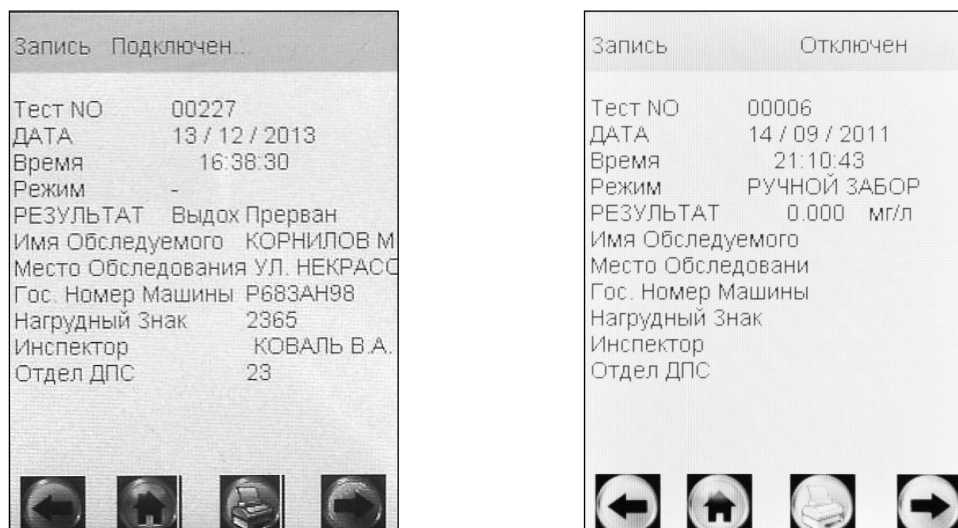 Запись Подключен...
Тест NO 00227
ДАТА 13 / 12 / 2013
Время 16:38:30
Режим -
РЕЗУЛЬТАТ Выдох Прерван
Имя Обследуемого КОРНИЛОВ М
Место Обследования УЛ. НЕКРАСС
Гос. Номер Машины Р683АН98
Нагрудный Знак 2365
Инспектор КОВАЛЬ В.А.
Отдел ДПС 23
Запись Отключен
Тест NO 00006
ДАТА 14 / 09 / 2011
Время 21:10:43
Режим РУЧНОЙ ЗАБОР
РЕЗУЛЬТАТ 0.000 мг/л
Имя Обследуемого
Место Обследовани
Гос. Номер Машины
Нагрудный Знак
Инспектор
Отдел ДПС